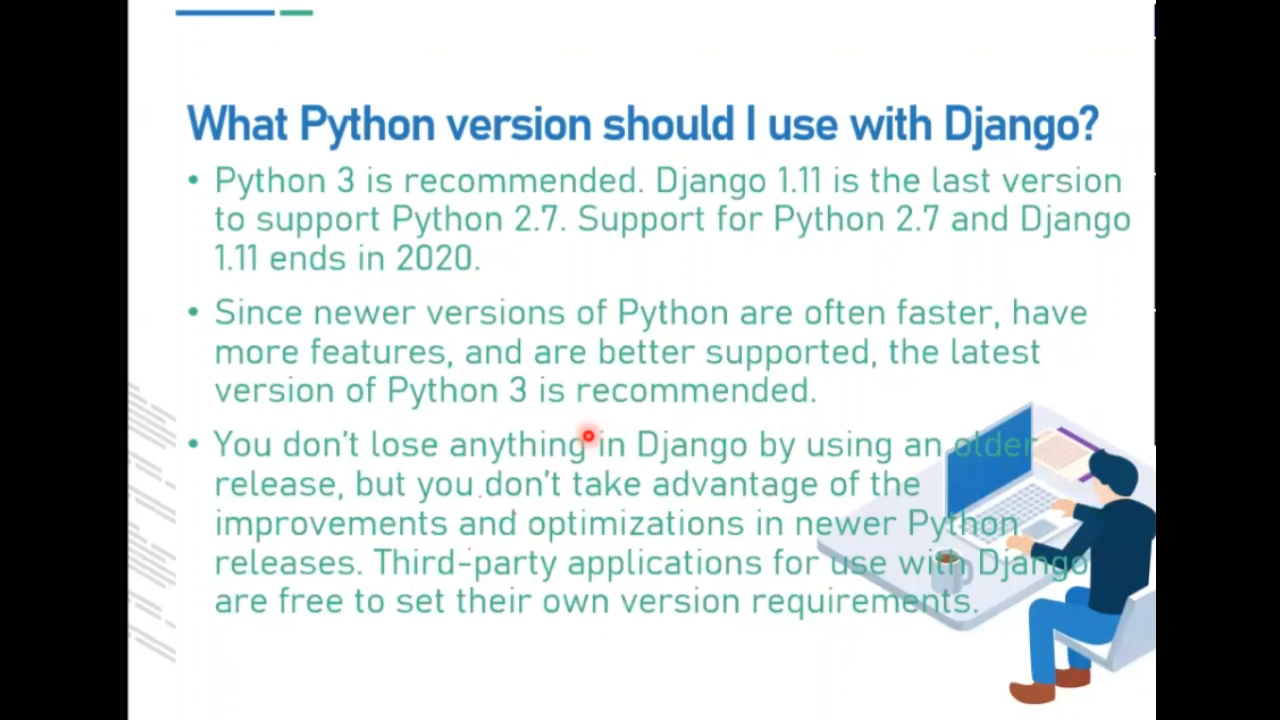 What Python version should I use with Django?
• Python 3 is recommended. Django 1.11 is the last version
to support Python 2.7. Support for Python 2.7 and Django
1.11 ends in 2020.
• Since newer versions of Python are often faster, have
more features, and are better supported, the latest
version of Python 3 is recommended.
• You don't lose anything in Django by using an older
release, but you don't take advantage of the
improvements and optimizations in newer Python
releases. Third-party applications for use with Django
are free to set their own version requirements.